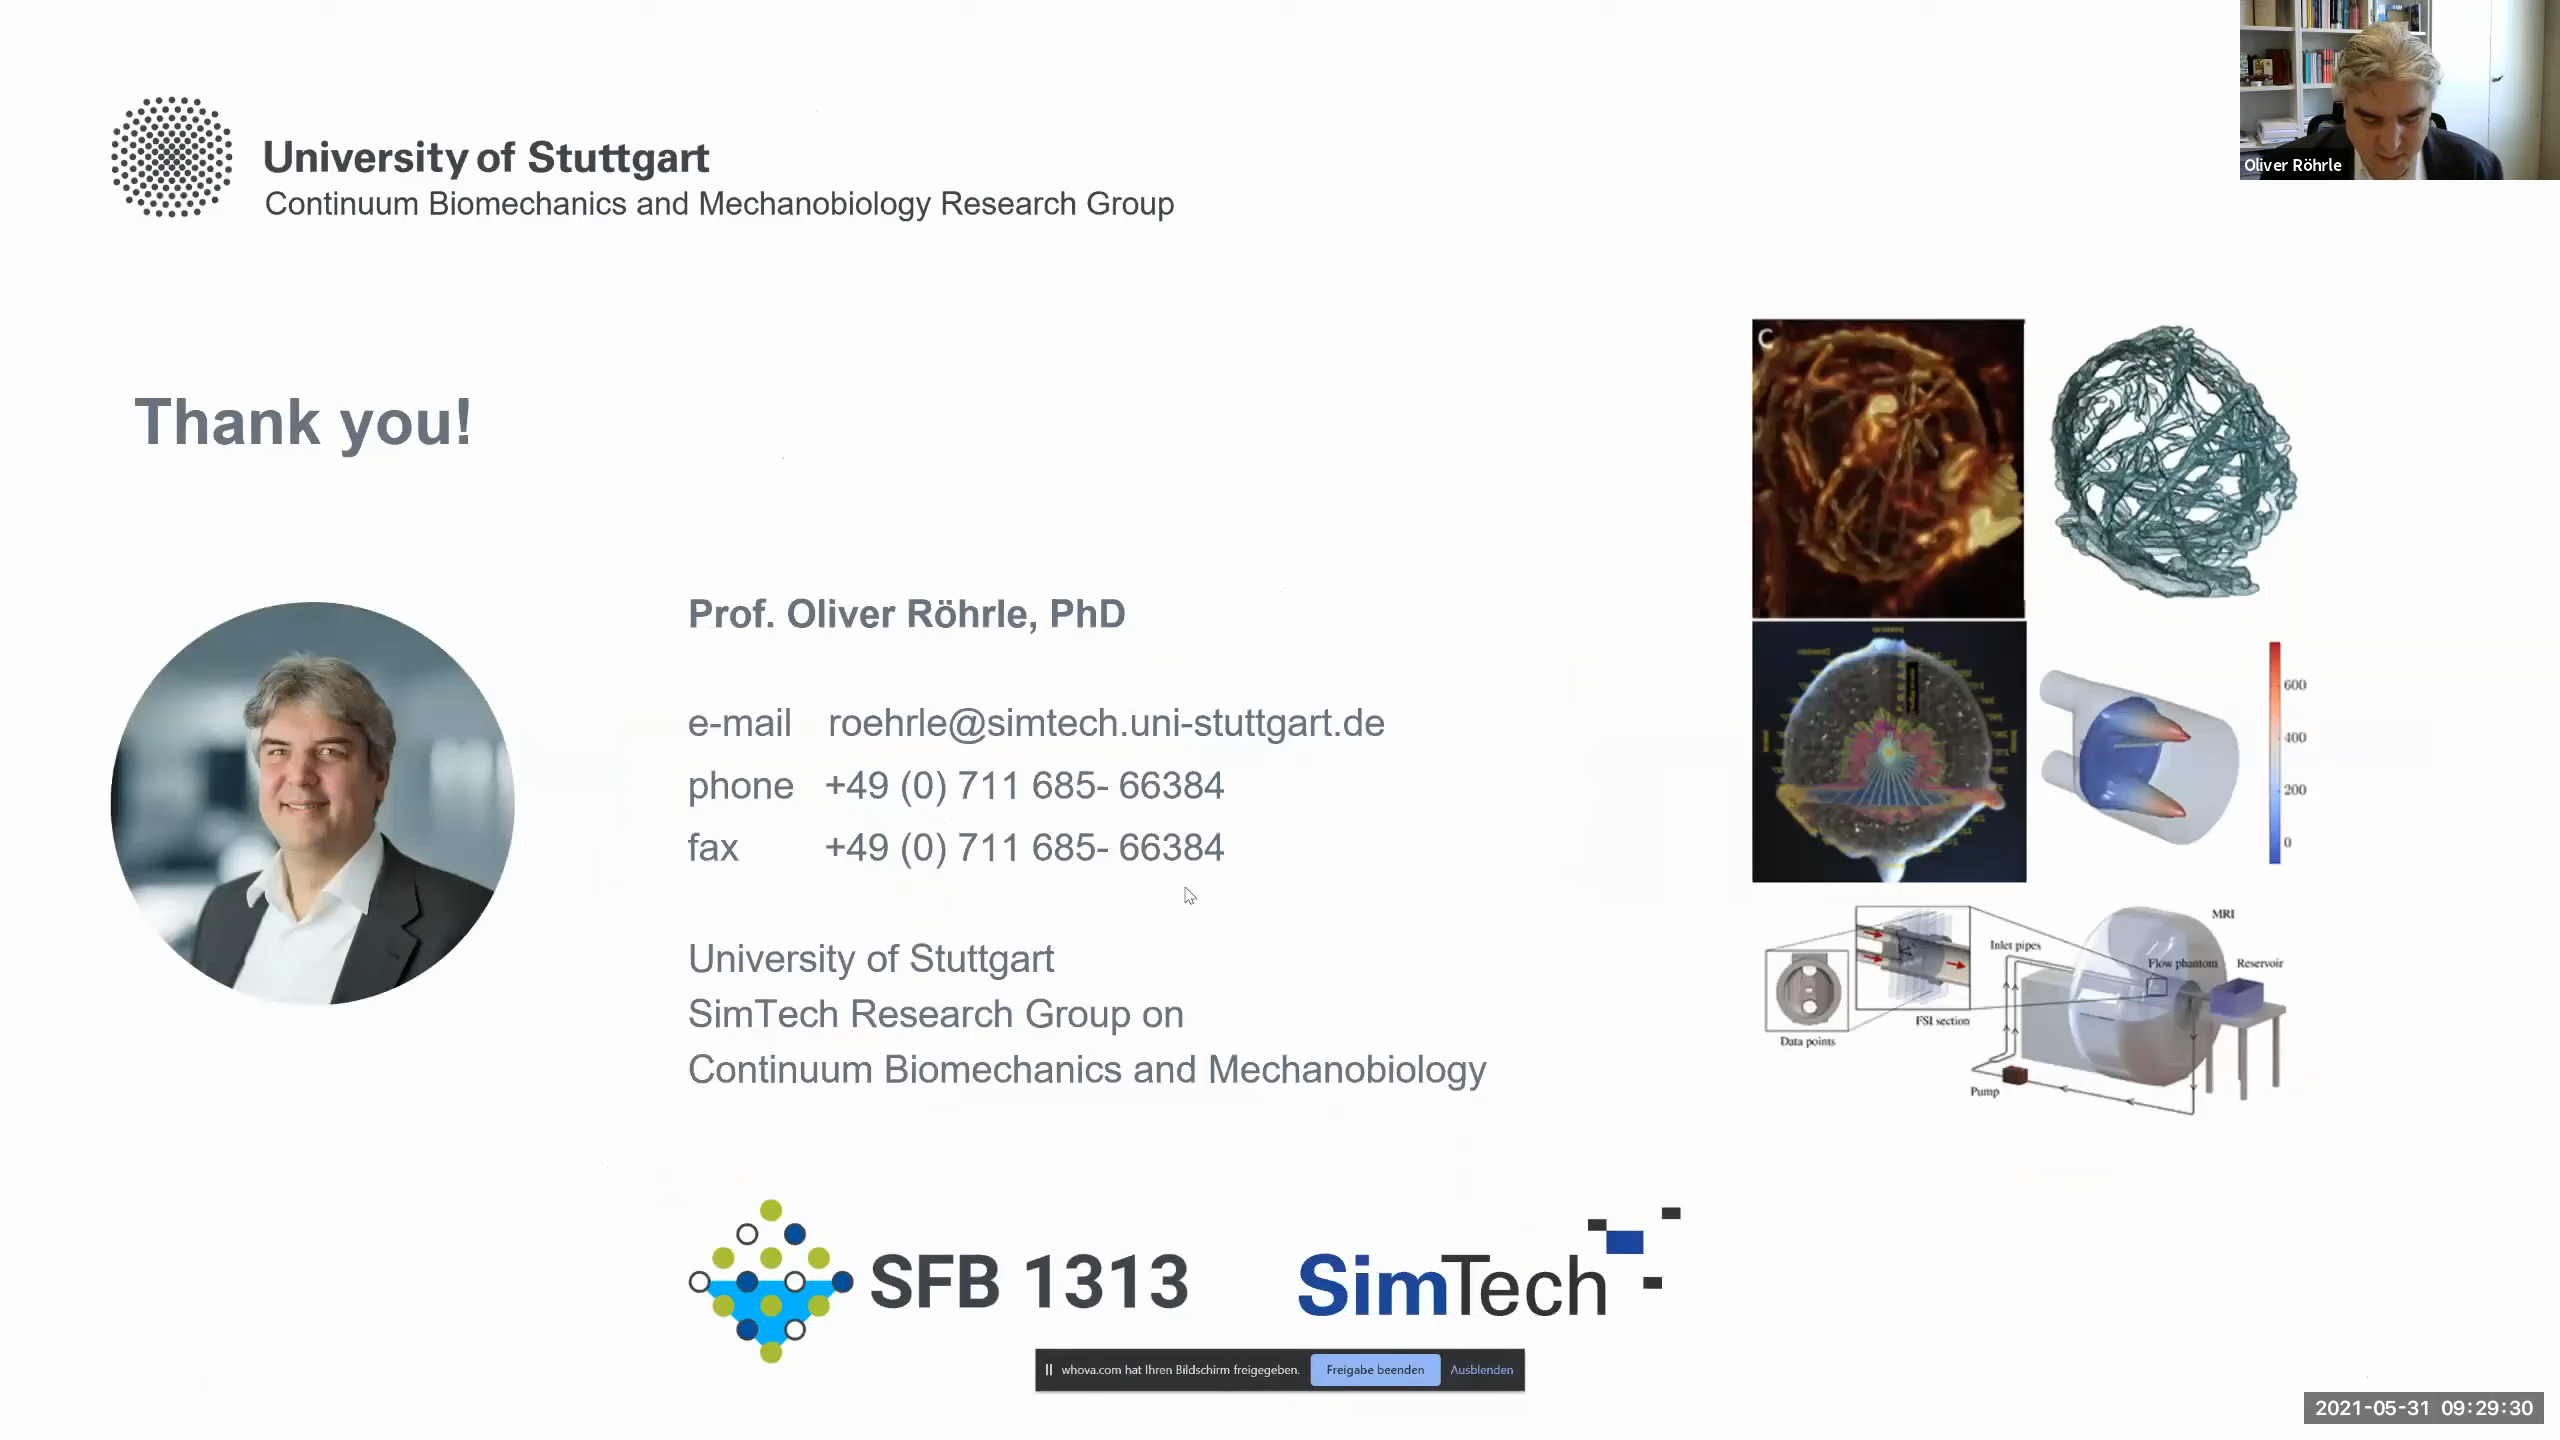 University of Stuttgart
Continuum Biomechanics and Mechanobiology Research Group
Oliver Röhrle
Thank you!
Prof. Oliver Röhrle, PhD
e-mail roehrle@simtech.uni-stuttgart.de
phone +49 (0) 711 685- 66384
fax +49 (0) 711 685- 66384
University of Stuttgart
SimTech Research Group on
Continuum Biomechanics and Mechanobiology
C
600
400
200
0
MRI
Inlet pipes
Flow phantom
Reservoir
FSI section
Data points
Pump
SFB 1313
SimTech
whova.com hat Ihren Bildschirm freigegeben. Freigabe beenden Ausblenden
2021-05-31 09:29:30